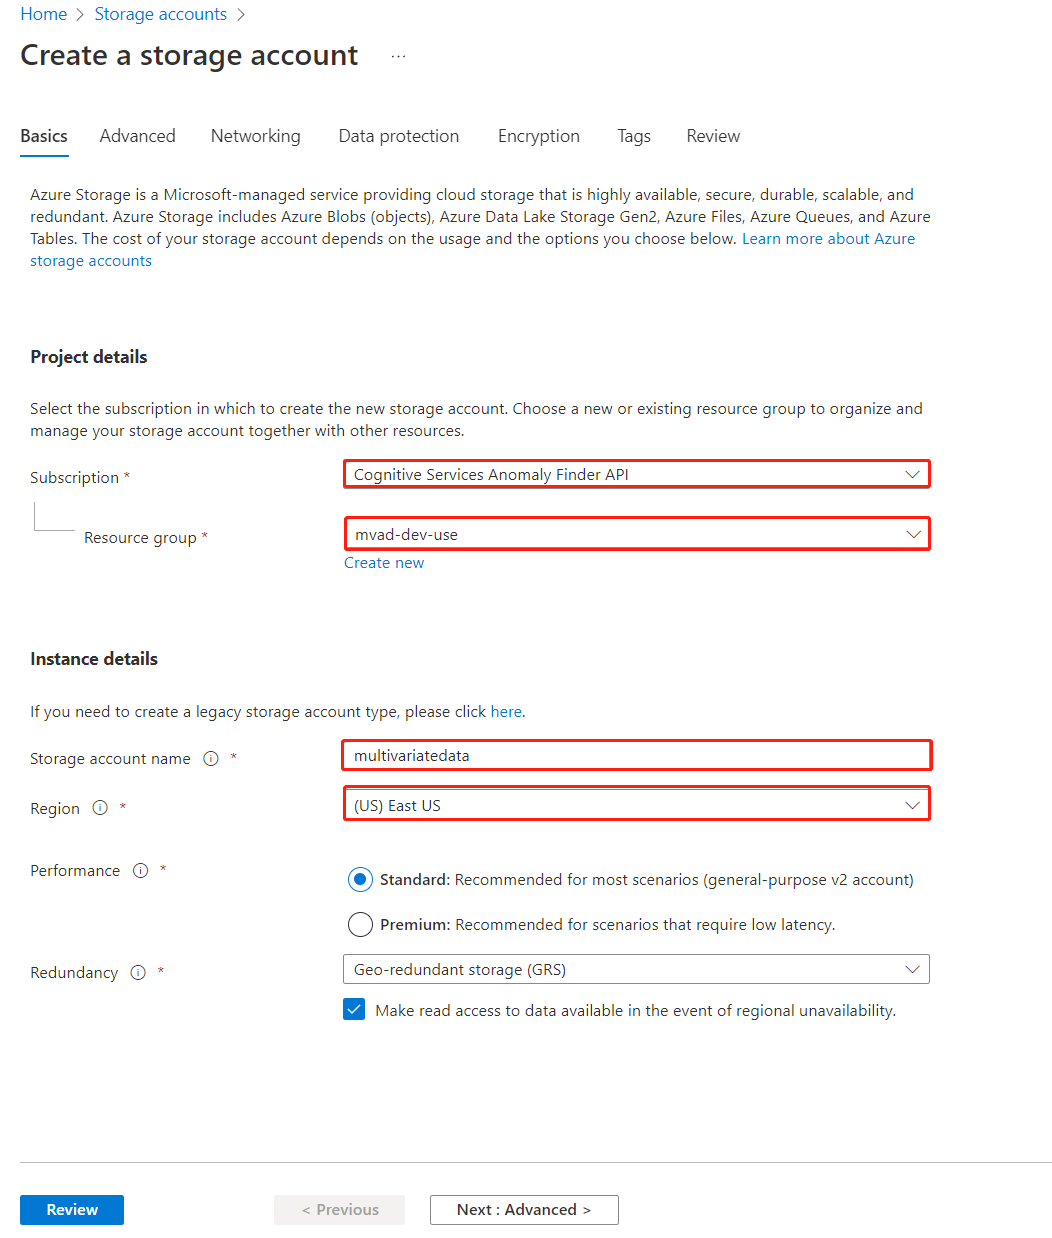 Home > Storage accounts >
Create a storage account ...
Basics Advanced Networking Data protection Encryption Tags Review
Azure Storage is a Microsoft-managed service providing cloud storage that is highly available, secure, durable, scalable, and
redundant. Azure Storage includes Azure Blobs (objects), Azure Data Lake Storage Gen2, Azure Files, Azure Queues, and Azure
Tables. The cost of your storage account depends on the usage and the options you choose below. Learn more about Azure
storage accounts
Project details
Select the subscription in which to create the new storage account. Choose a new or existing resource group to organize and
manage your storage account together with other resources.
Subscription * Cognitive Services Anomaly Finder API
Resource group * mvad-dev-use
Create new
Instance details
If you need to create a legacy storage account type, please click here.
Storage account name * multivariatedata
Region * (US) East US
Performance *
Standard: Recommended for most scenarios (general-purpose v2 account)
Premium: Recommended for scenarios that require low latency.
Redundancy * Geo-redundant storage (GRS)
Make read access to data available in the event of regional unavailability.
Review < Previous Next : Advanced >